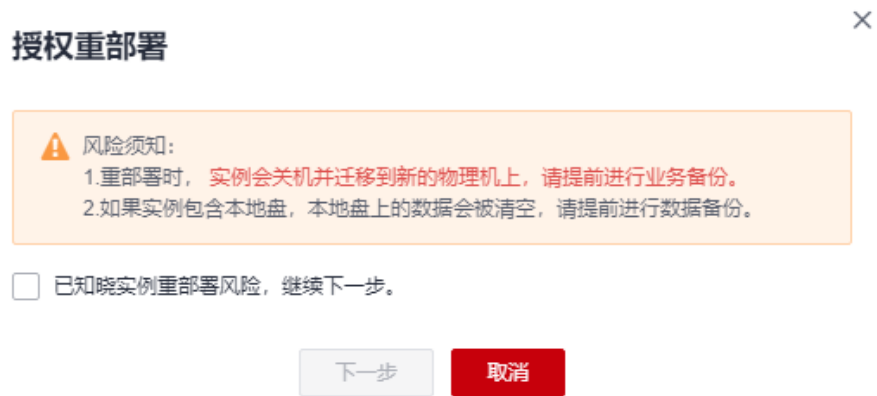 授权重部署
风险须知：
1.重部署时， 实例会关机并迁移到新的物理机上，请提前进行业务备份。
2.如果实例包含本地盘，本地盘上的数据会被清空，请提前进行数据备份。
已知晓实例重部署风险，继续下一步。
下一步 取消